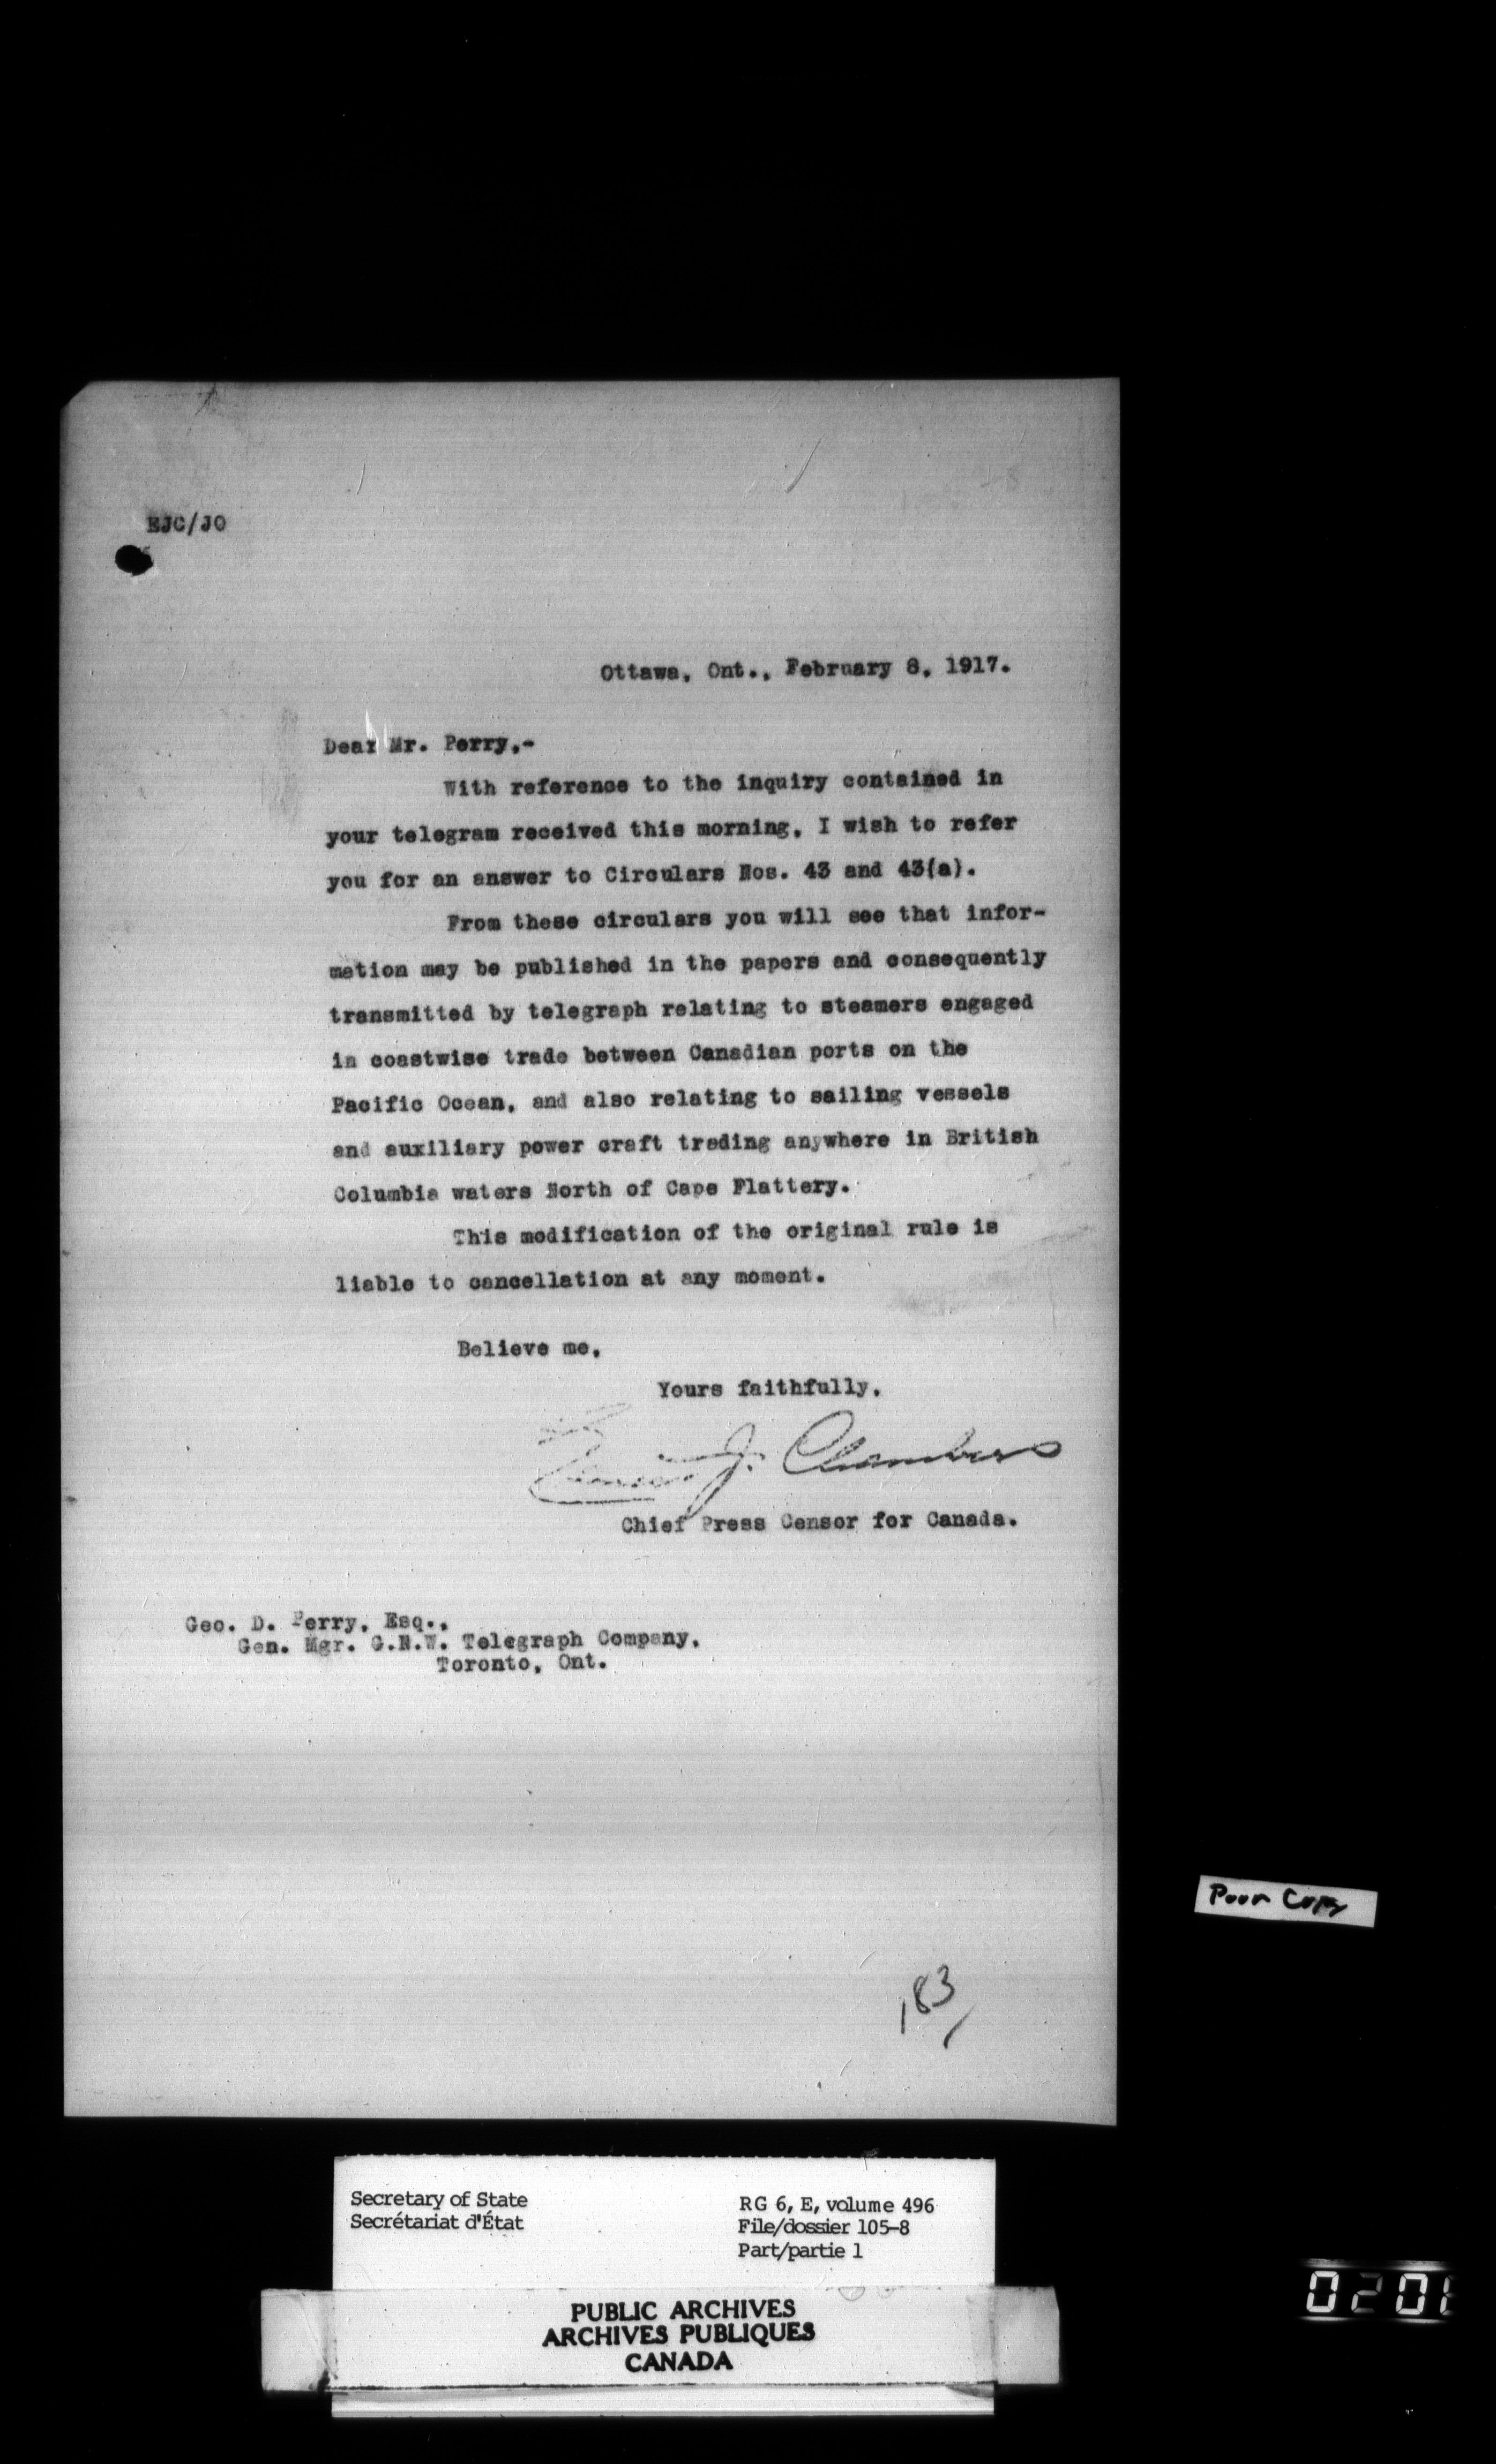 EJC/JO
Ottawa, Ont., February 8, 1917.
Dear Mr. Perry,-
With reference to the inquiry contained in
your telegram received this morning, I wish to refer
you for an answer to Circulars Nos. 43 and 43(a).
From these circulars you will see that infor-
mation may be published in the papers and consequently
transmitted by telegraph relating to steamers engaged
in coastwise trade between Canadian ports on the
Pacific Ocean, and also relating to sailing vessels
and auxiliary power craft trading anywhere in British
Columbia waters North of Cape Flattery.
This modification of the original rule is
liable to cancellation at any moment.
Believe me,
Yours faithfully,
J. Chambers
Chief Press Censor for Canada.
Geo. D. Perry, Esq.,
Gen. Mgr. G.N.W. Telegraph Company,
Toronto, Ont.
Poor Copy
183
Secretary of State
Secrétariat d'État
RG 6, E, volume 496
File/dossier 105-8
Part/partie 1
PUBLIC ARCHIVES
ARCHIVES PUBLIQUES
CANADA
0201